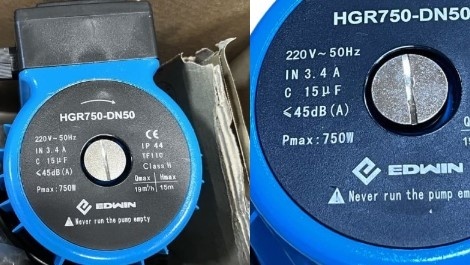 HGR750-DN50
220V~50Hz
IN 3.4 A
C 15μF
≤45dB(A)
Pmax:750W
CE
IP 44
TF110
Class H
Qmax Hmax
19m³/h 15m
EDWIN
Never run the pump empty
HGR750-DN50
220V~50Hz
IN 3.4 A
C 15μF
≤45dB(A)
Pmax:750W
EDWIN
Never run the pump empty